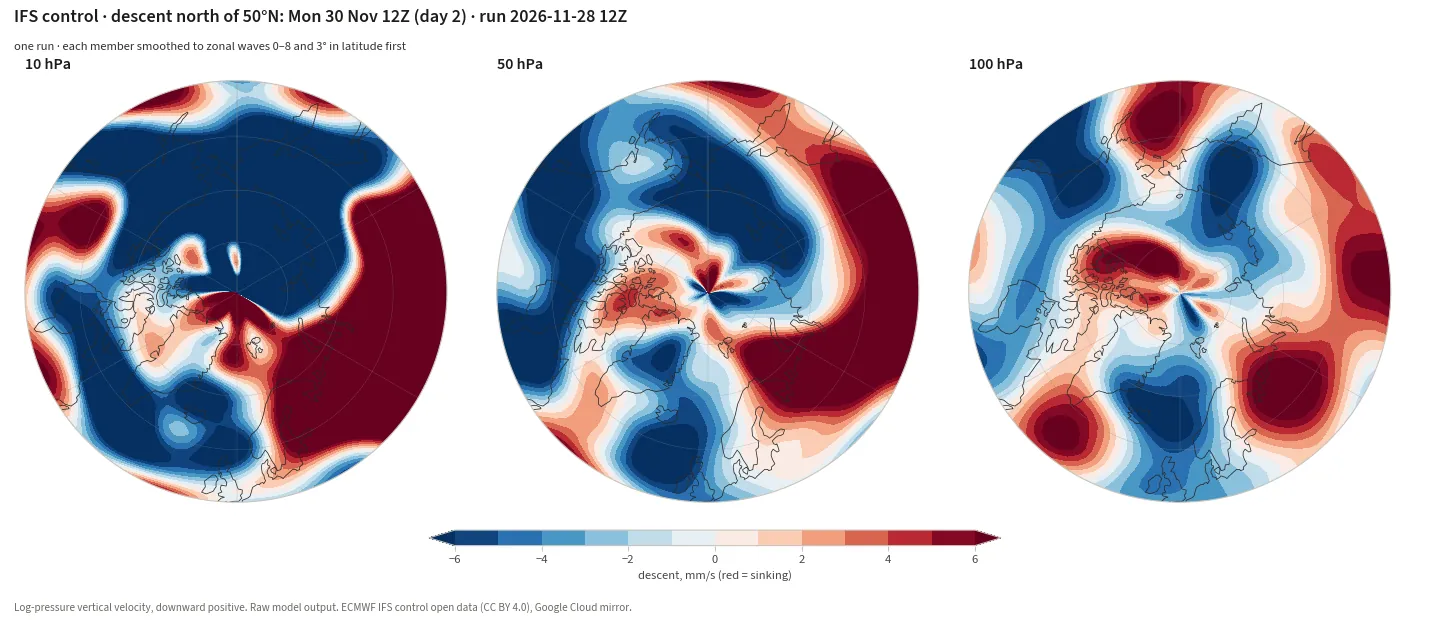 IFS control · descent north of 50°N: Mon 30 Nov 12Z (day 2) · run 2026-11-28 12Z
one run · each member smoothed to zonal waves 0–8 and 3° in latitude first
10 hPa
50 hPa
100 hPa
−6 −4 −2 0 2 4 6
descent, mm/s (red = sinking)
Log-pressure vertical velocity, downward positive. Raw model output. ECMWF IFS control open data (CC BY 4.0), Google Cloud mirror.